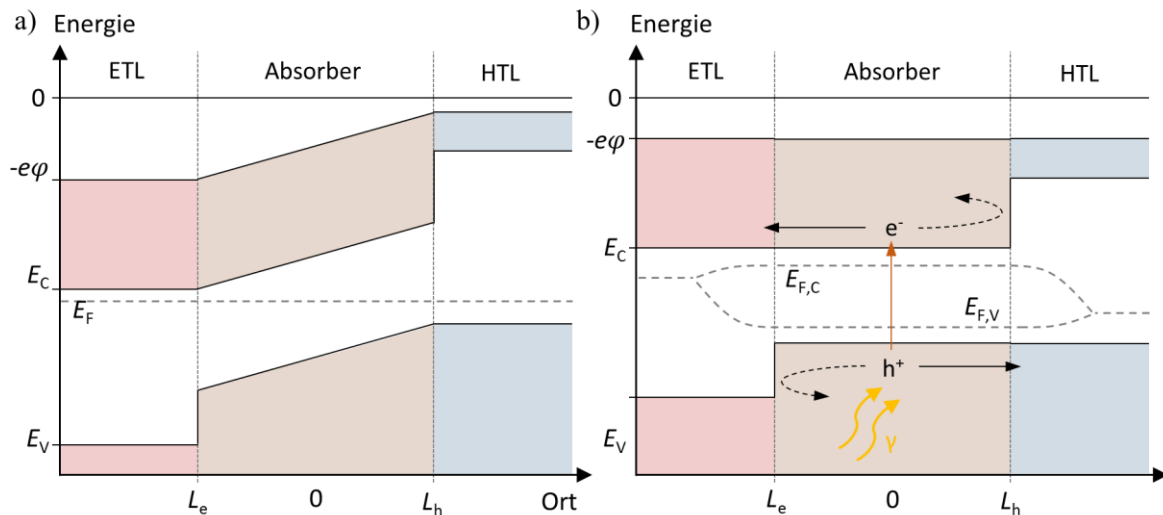 a) Energie
ETL Absorber HTL
0
-eφ
E_C
E_F
E_V
L_e 0 L_h Ort
b) Energie
ETL Absorber HTL
0
-eφ
e⁻
E_C
E_F,C
E_F,V
h⁺
E_V
γ
L_e 0 L_h